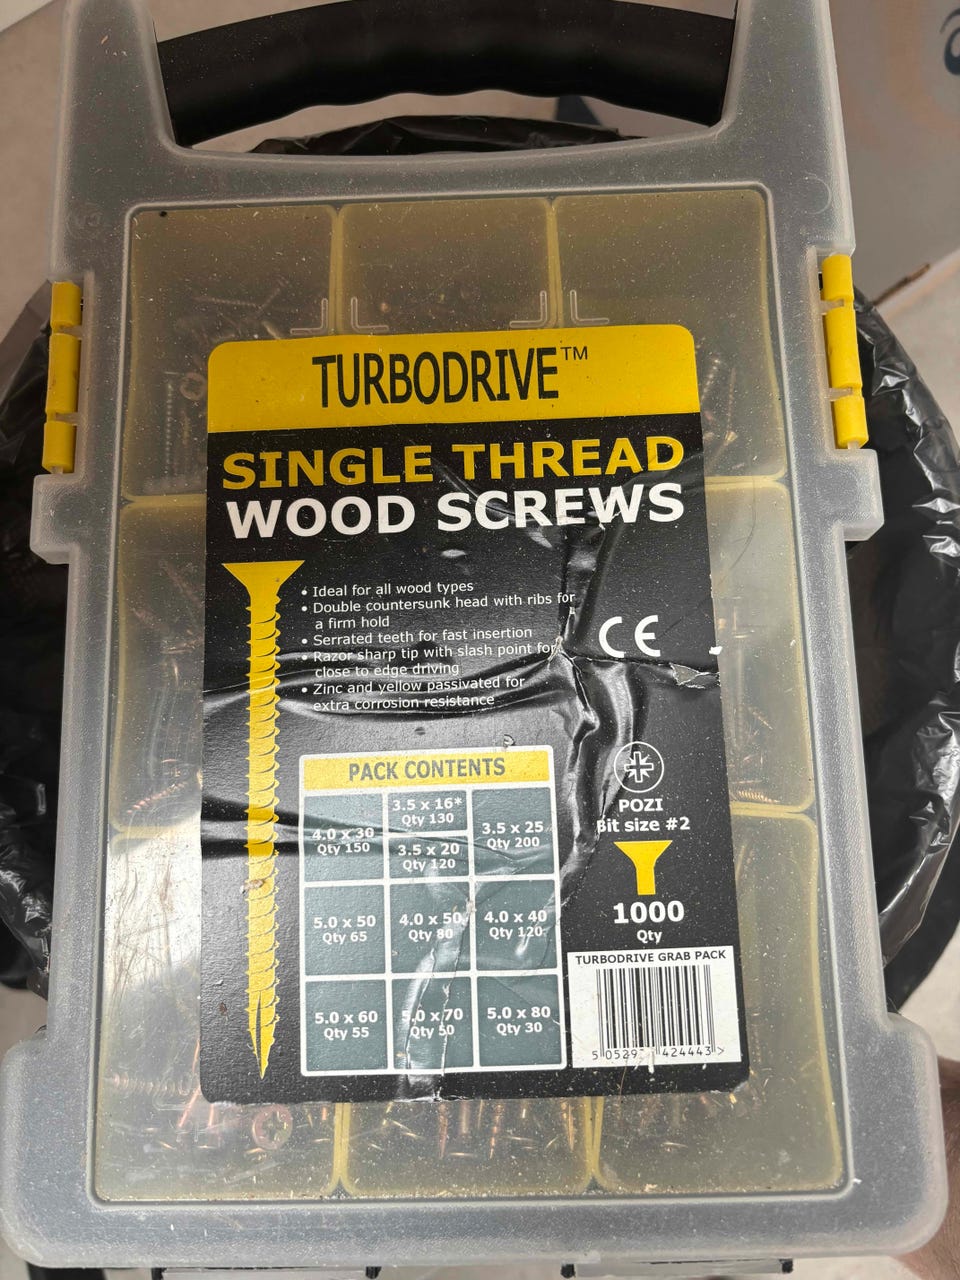 TURBODRIVE™
SINGLE THREAD
WOOD SCREWS
• Ideal for all wood types
• Double countersunk head with ribs for
a firm hold
• Serrated teeth for fast insertion
• Razor sharp tip with slash point for
close to edge driving
• Zinc and yellow passivated for
extra corrosion resistance
CE
PACK CONTENTS
4.0 x 30
Qty 150
3.5 x 16*
Qty 130
3.5 x 20
Qty 120
3.5 x 25
Qty 200
5.0 x 50
Qty 65
4.0 x 50
Qty 80
4.0 x 40
Qty 120
5.0 x 60
Qty 55
5.0 x 70
Qty 50
5.0 x 80
Qty 30
POZI
Bit size #2
1000
Qty
TURBODRIVE GRAB PACK
424443 >